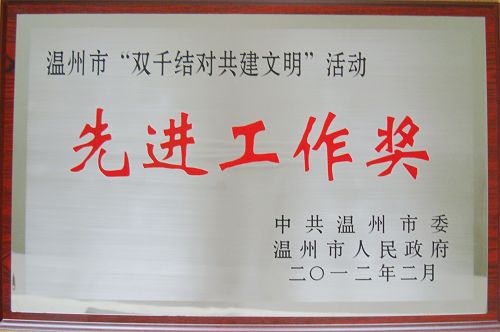 温州市“双千结对共建文明”活动
先进工作奖
中共温州市委
温州市人民政府
二〇一二年二月